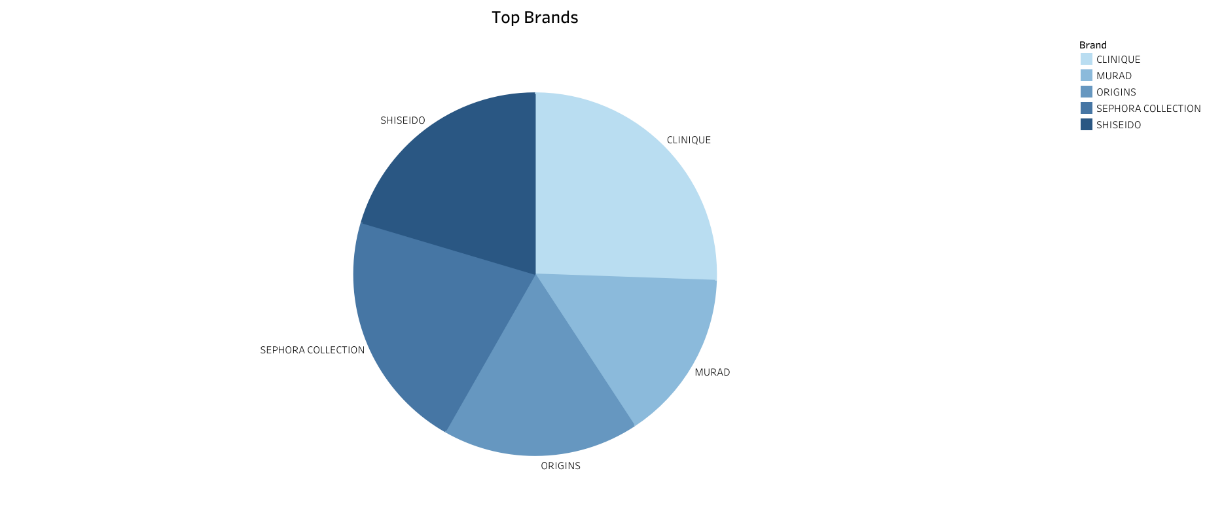 Top Brands
Brand
CLINIQUE
MURAD
ORIGINS
SEPHORA COLLECTION
SHISEIDO
SHISEIDO
CLINIQUE
SEPHORA COLLECTION
MURAD
ORIGINS